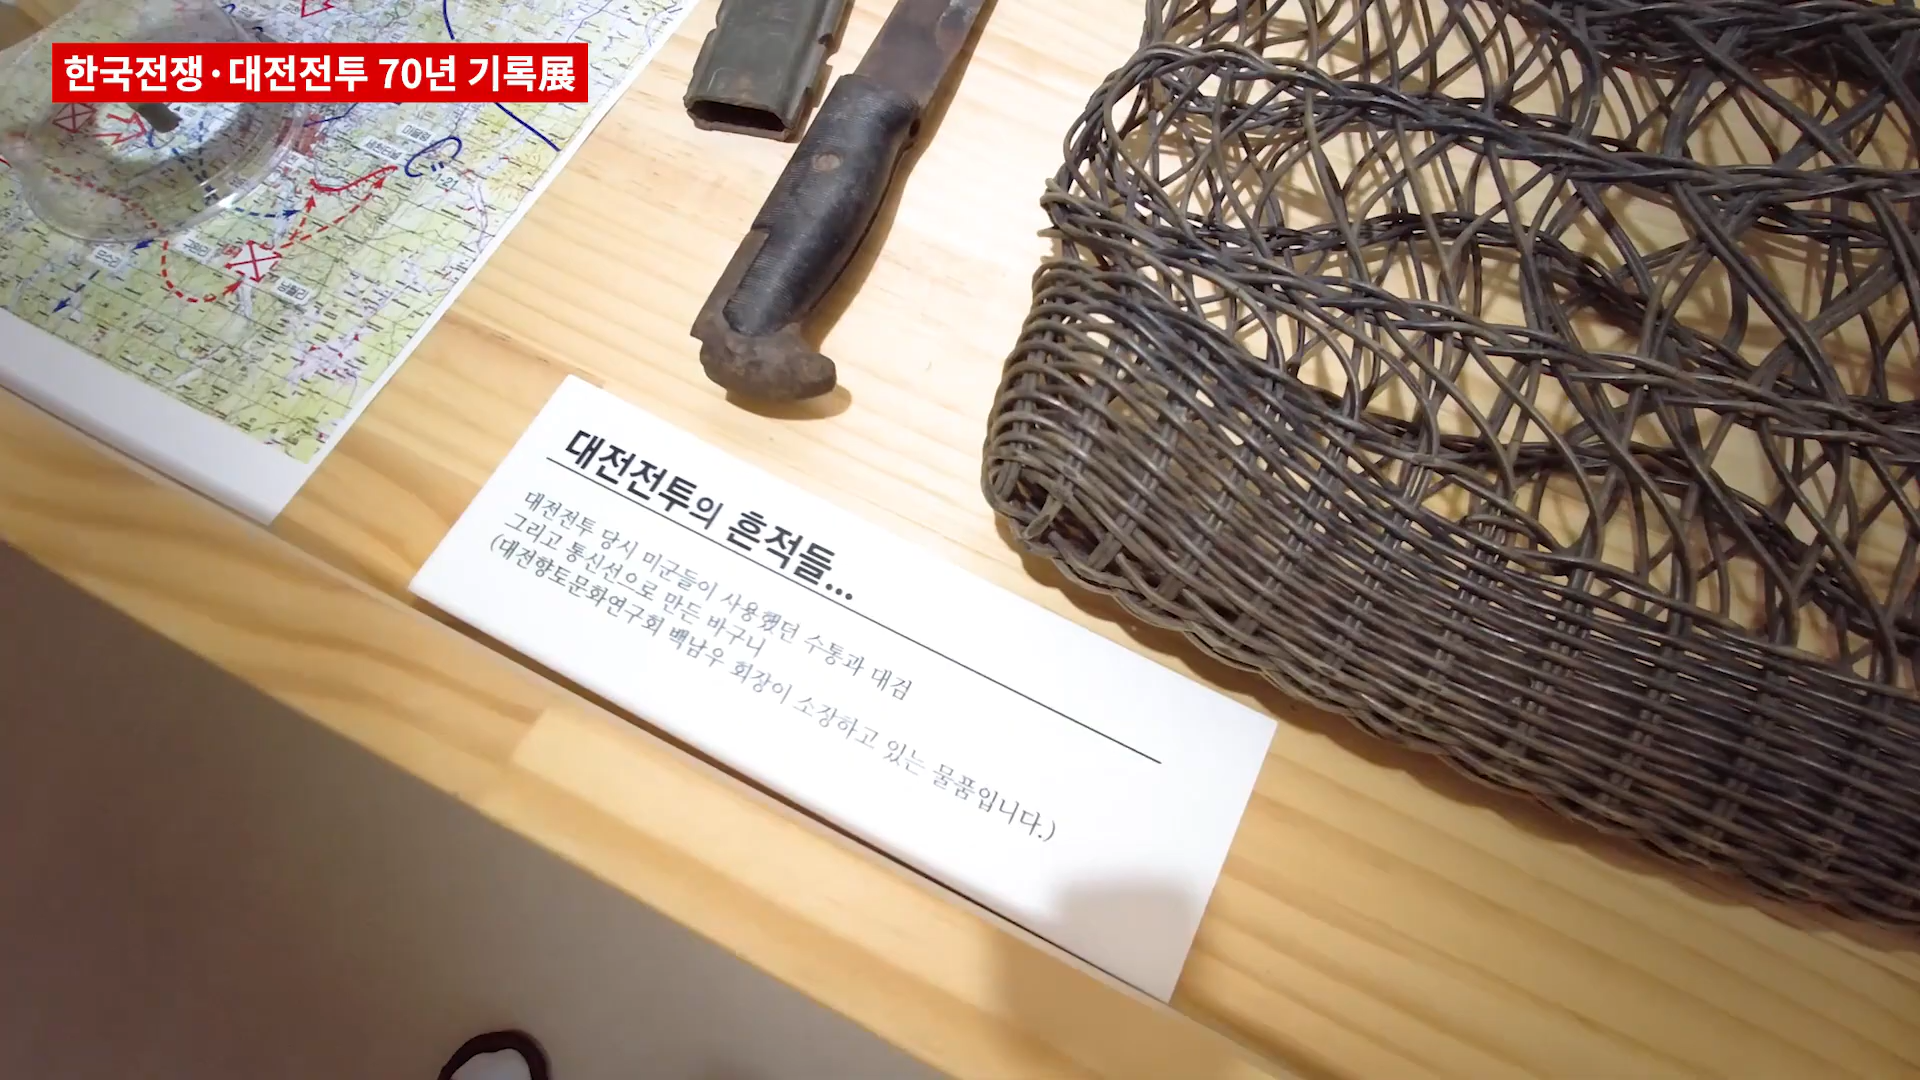 한국전쟁·대전전투 70년 기록展
대전전투의 흔적들...
대전전투 당시 미군들이 사용했던 수통과 대검
그리고 통신선으로 만든 바구니
(대전향토문화연구회 백남우 회장이 소장하고 있는 물품입니다.)